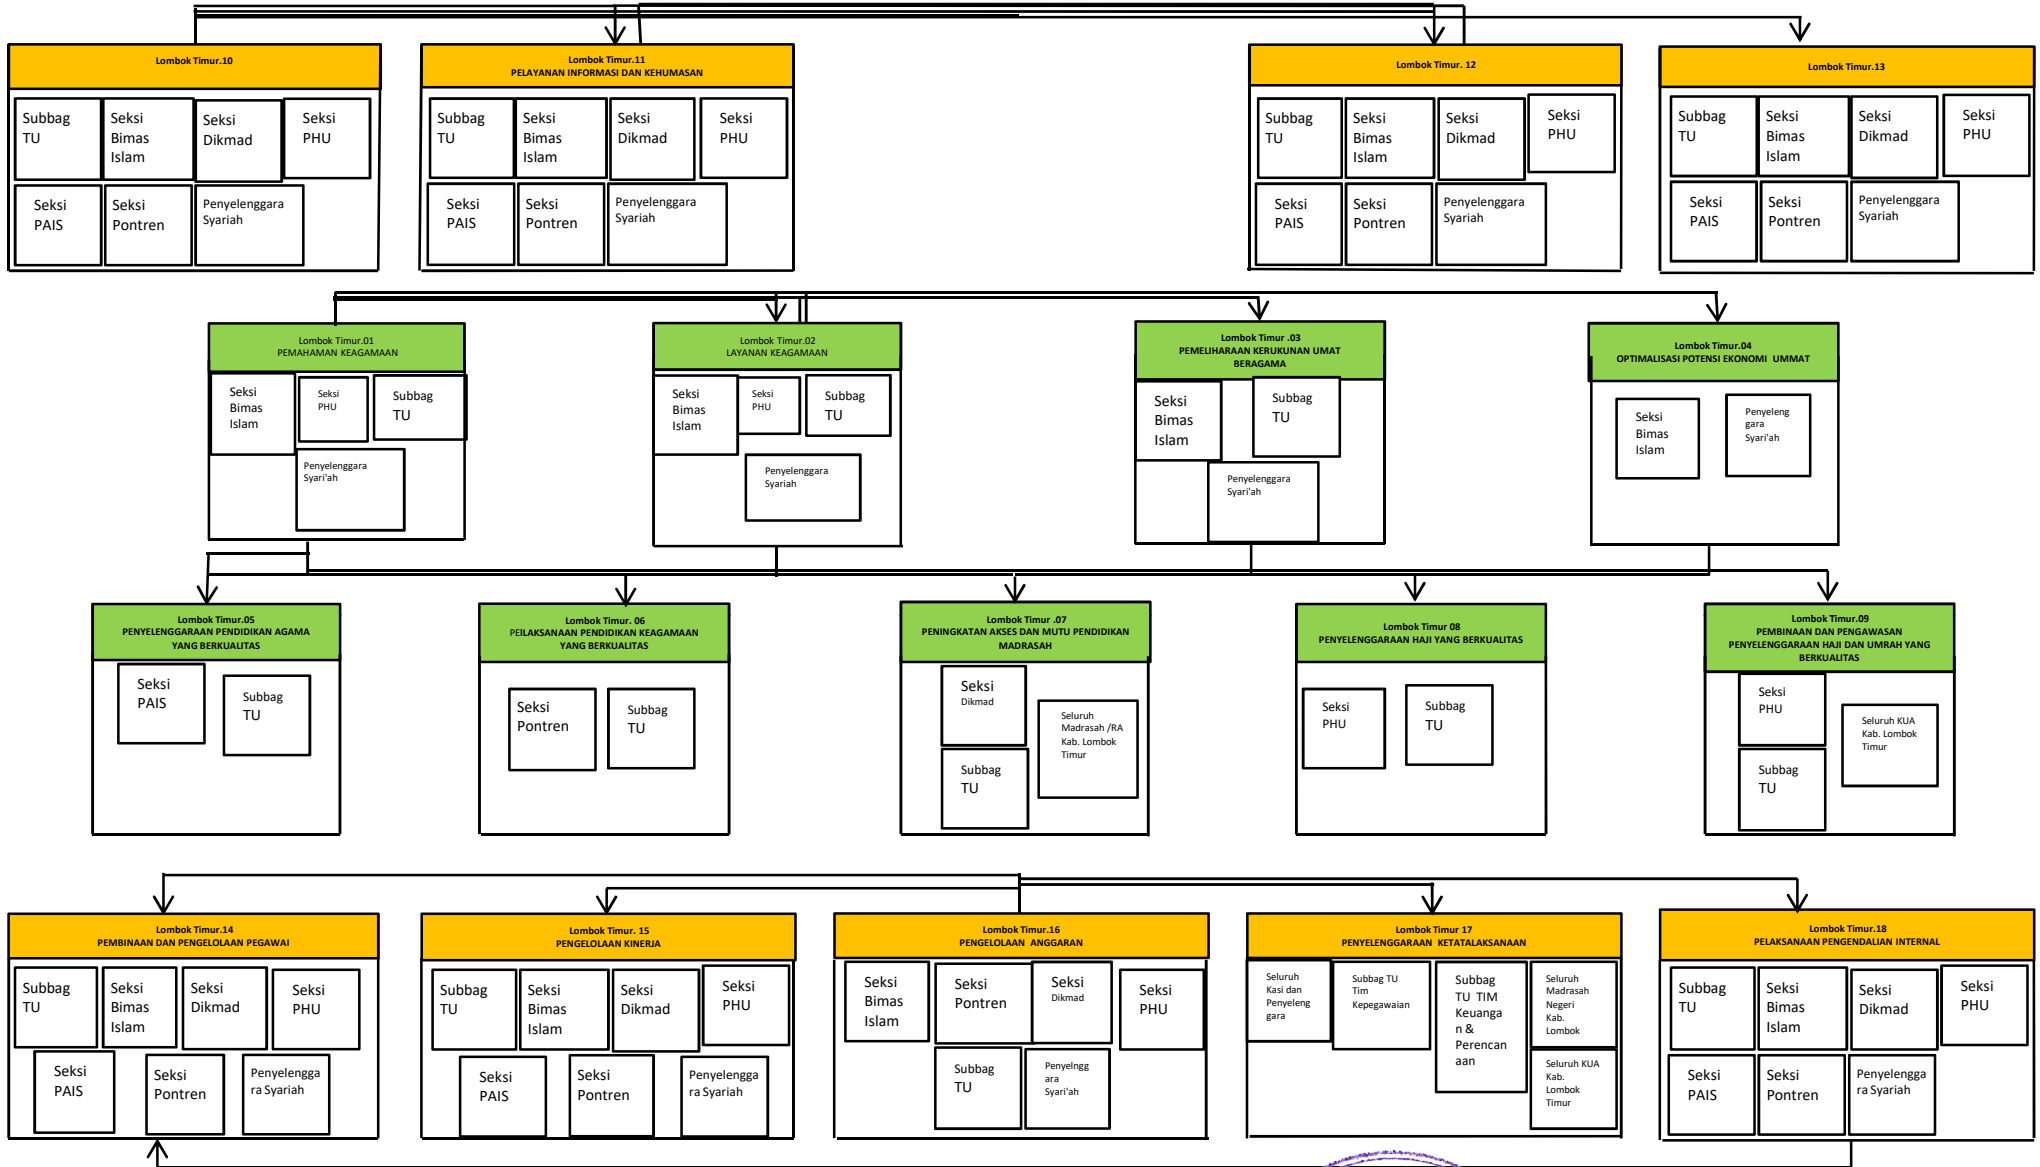 Lombok Timur.10
Subbag
TU
Seksi
Bimas
Islam
Seksi
Dikmad
Seksi
PHU
Seksi
PAIS
Seksi
Pontren
Penyelenggara
Syariah
Lombok Timur.11
PELAYANAN INFORMASI DAN KEHUMASAN
Subbag
TU
Seksi
Bimas
Islam
Seksi
Dikmad
Seksi
PHU
Seksi
PAIS
Seksi
Pontren
Penyelenggara
Syariah
Lombok Timur. 12
Subbag
TU
Seksi
Bimas
Islam
Seksi
Dikmad
Seksi
PHU
Seksi
PAIS
Seksi
Pontren
Penyelenggara
Syariah
Lombok Timur.13
Subbag
TU
Seksi
Bimas
Islam
Seksi
Dikmad
Seksi
PHU
Seksi
PAIS
Seksi
Pontren
Penyelenggara
Syariah
Lombok Timur.01
PEMAHAMAN KEAGAMAAN
Seksi
Bimas
Islam
Seksi
PHU
Subbag
TU
Penyelenggara
Syari'ah
Lombok Timur.02
LAYANAN KEAGAMAAN
Seksi
Bimas
Islam
Seksi
PHU
Subbag
TU
Penyelenggara
Syariah
Lombok Timur .03
PEMELIHARAAN KERUKUNAN UMAT
BERAGAMA
Seksi
Bimas
Islam
Subbag
TU
Penyelenggara
Syari'ah
Lombok Timur.04
OPTIMALISASI POTENSI EKONOMI UMMAT
Seksi
Bimas
Islam
Penyeleng
gara
Syari'ah
Lombok Timur.05
PENYELENGGARAAN PENDIDIKAN AGAMA
YANG BERKUALITAS
Seksi
PAIS
Subbag
TU
Lombok Timur. 06
PEILAKSANAAN PENDIDIKAN KEAGAMAAN
YANG BERKUALITAS
Seksi
Pontren
Subbag
TU
Lombok Timur .07
PENINGKATAN AKSES DAN MUTU PENDIDIKAN
MADRASAH
Seksi
Dikmad
Seluruh
Madrasah /RA
Kab. Lombok
Timur
Subbag
TU
Lombok Timur 08
PENYELENGGARAAN HAJI YANG BERKUALITAS
Seksi
PHU
Subbag
TU
Lombok Timur.09
PEMBINAAN DAN PENGAWASAN
PENYELENGGARAAN HAJI DAN UMRAH YANG
BERKUALITAS
Seksi
PHU
Seluruh KUA
Kab. Lombok
Timur
Subbag
TU
Lombok Timur.14
PEMBINAAN DAN PENGELOLAAN PEGAWAI
Subbag
TU
Seksi
Bimas
Islam
Seksi
Dikmad
Seksi
PHU
Seksi
PAIS
Seksi
Pontren
Penyelengga
ra Syariah
Lombok Timur. 15
PENGELOLAAN KINERJA
Subbag
TU
Seksi
Bimas
Islam
Seksi
Dikmad
Seksi
PHU
Seksi
PAIS
Seksi
Pontren
Penyelengga
ra Syariah
Lombok Timur.16
PENGELOLAAN ANGGARAN
Seksi
Bimas
Islam
Seksi
Pontren
Seksi
Dikmad
Seksi
PHU
Subbag
TU
Penyelngg
ara
Syari'ah
Lombok Timur 17
PENYELENGGARAAN KETATALAKSANAAN
Seluruh
Kasi dan
Penyeleng
gara
Subbag TU
Tim
Kepegawaian
Subbag
TU TIM
Keuanga
n &
Perencan
aan
Seluruh
Madrasah
Negeri
Kab.
Lombok
Seluruh KUA
Kab.
Lombok
Timur
Lombok Timur.18
PELAKSANAAN PENGENDALIAN INTERNAL
Subbag
TU
Seksi
Bimas
Islam
Seksi
Dikmad
Seksi
PHU
Seksi
PAIS
Seksi
Pontren
Penyelengga
ra Syariah